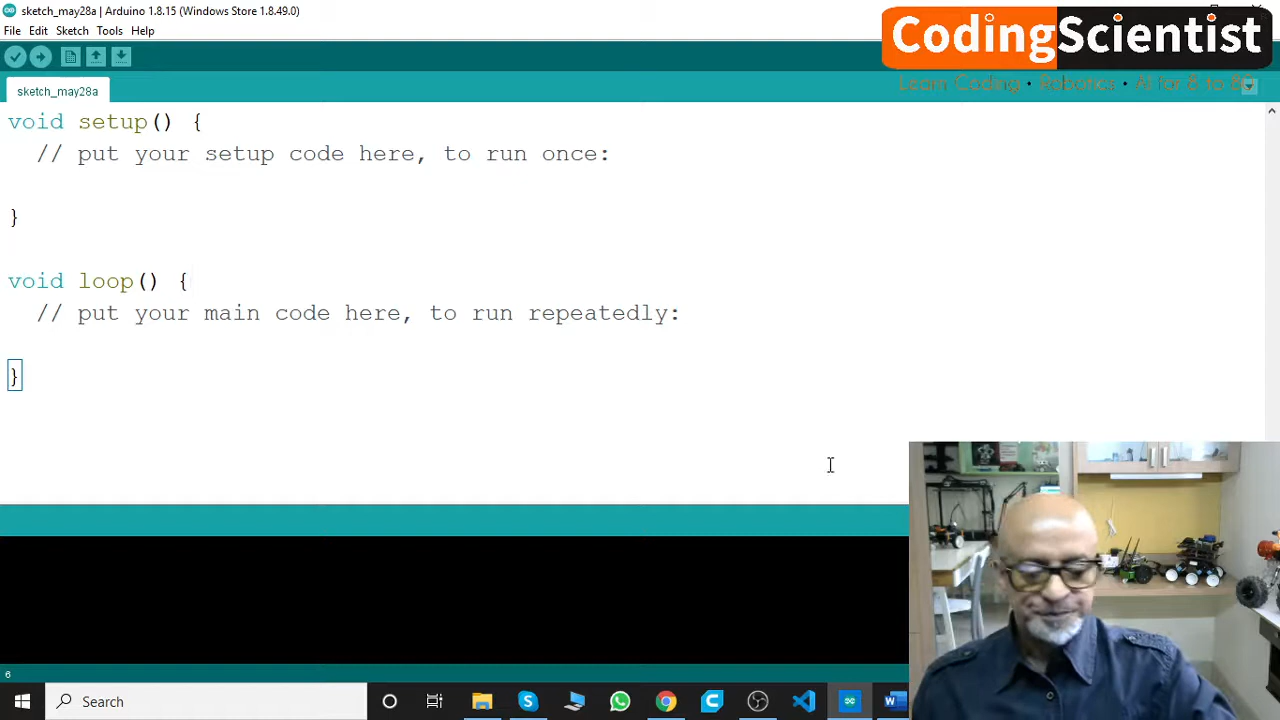 sketch_may28a | Arduino 1.8.15 (Windows Store 1.8.49.0)
File Edit Sketch Tools Help
CodingScientist
Learn Coding • Robotics • AI for 8 to 80
sketch_may28a
void setup() {
  // put your setup code here, to run once:
}
void loop() {
  // put your main code here, to run repeatedly:
}
6
Search